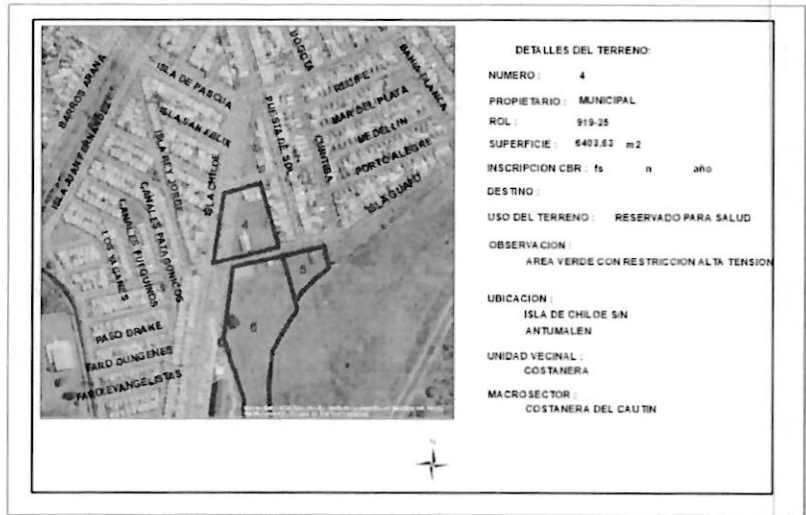 BARROS ARANA
ISLA JUAN FERNANDEZ
ISLA DE PASCUA
ISLA SAN FELIX
ISLA REY JORGE
ISLA CHILOE
CANALES PATAGONICOS
CANALES FUEGUINOS
LOS YAGANES
PASO DRAKE
FARO DUNGENES
FARO EVANGELISTAS
BOGOTA
PUESTA DE SOL
CURITIBA
RECIFE
MAR DEL PLATA
MEDELLIN
PORTO ALEGRE
BAHIA BLANCA
ISLA GUAFO
4
5
6
DETALLES DEL TERRENO:
NUMERO : 4
PROPIETARIO : MUNICIPAL
ROL : 919-25
SUPERFICIE : 6403,63 m2
INSCRIPCION CBR : fs n año
DESTINO :
USO DEL TERRENO : RESERVADO PARA SALUD
OBSERVACION :
AREA VERDE CON RESTRICCION ALTA TENSION
UBICACION :
ISLA DE CHILOE S/N
ANTUMALEN
UNIDAD VECINAL :
COSTANERA
MACROSECTOR :
COSTANERA DEL CAUTIN